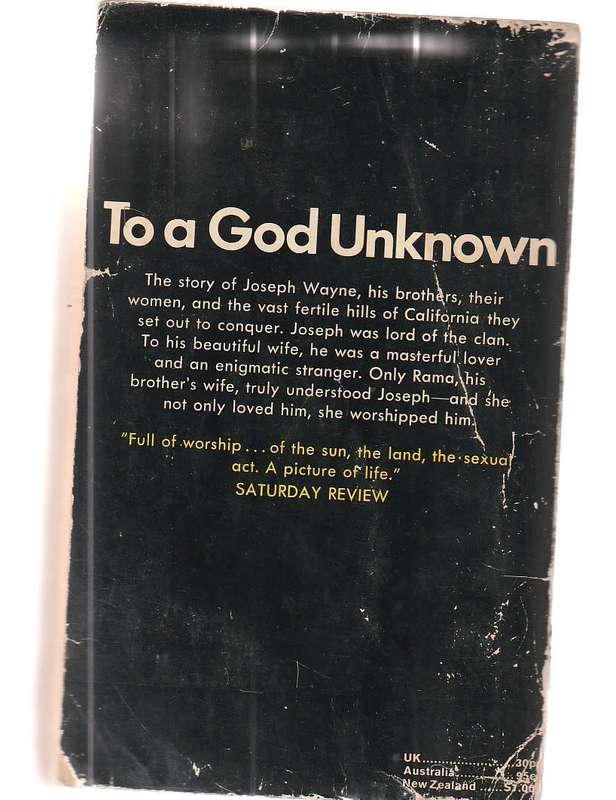 To a God Unknown
The story of Joseph Wayne, his brothers, their
women, and the vast fertile hills of California they
set out to conquer. Joseph was lord of the clan.
To his beautiful wife, he was a masterful lover
and an enigmatic stranger. Only Rama, his
brother's wife, truly understood Joseph—and she
not only loved him, she worshipped him.
"Full of worship . . . of the sun, the land, the sexual
act. A picture of life."
SATURDAY REVIEW
UK........................30p
Australia..............95c
New Zealand ......$1.00